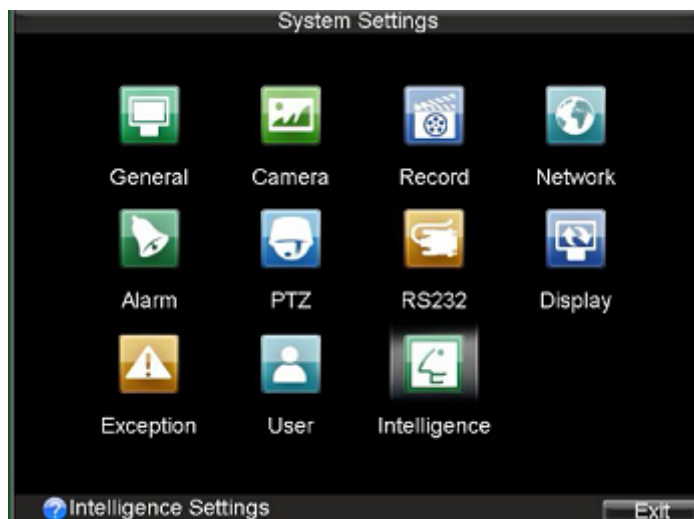 System Settings
General Camera Record Network
Alarm PTZ RS232 Display
Exception User Intelligence
Intelligence Settings Exit